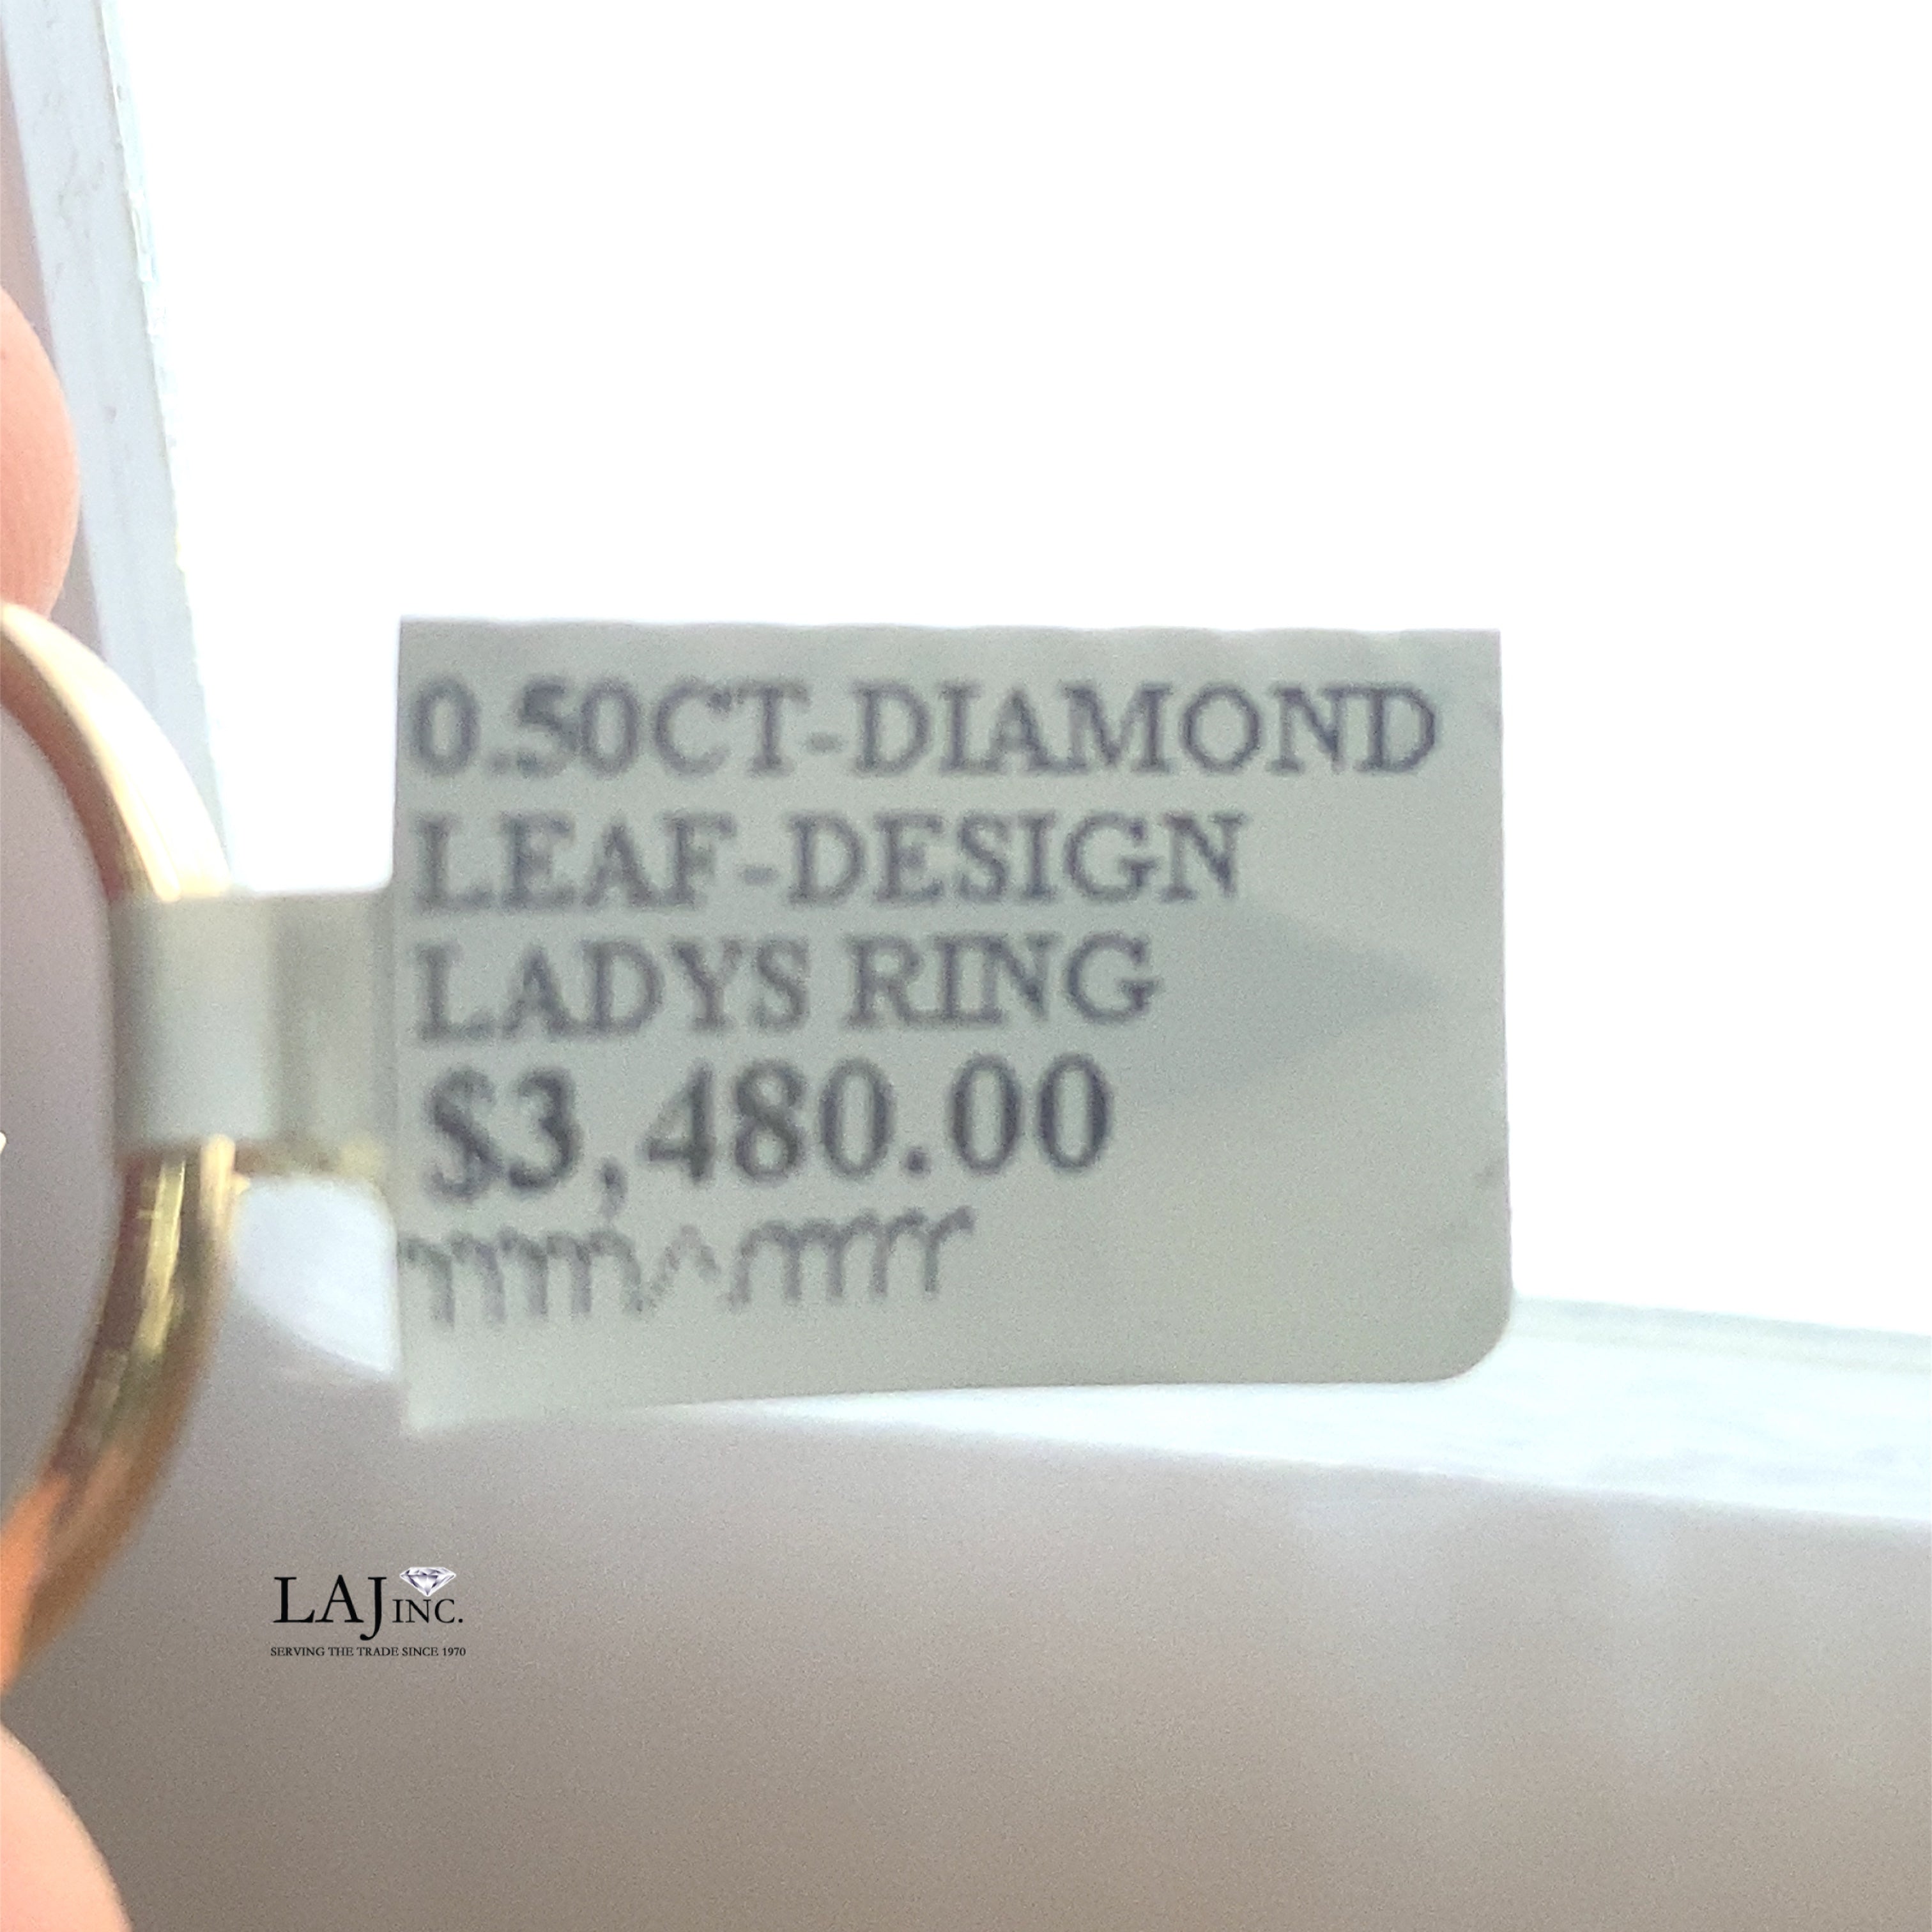 0.50CT-DIAMOND
LEAF-DESIGN
LADYS RING
$3,480.00
LAJ INC.
SERVING THE TRADE SINCE 1970